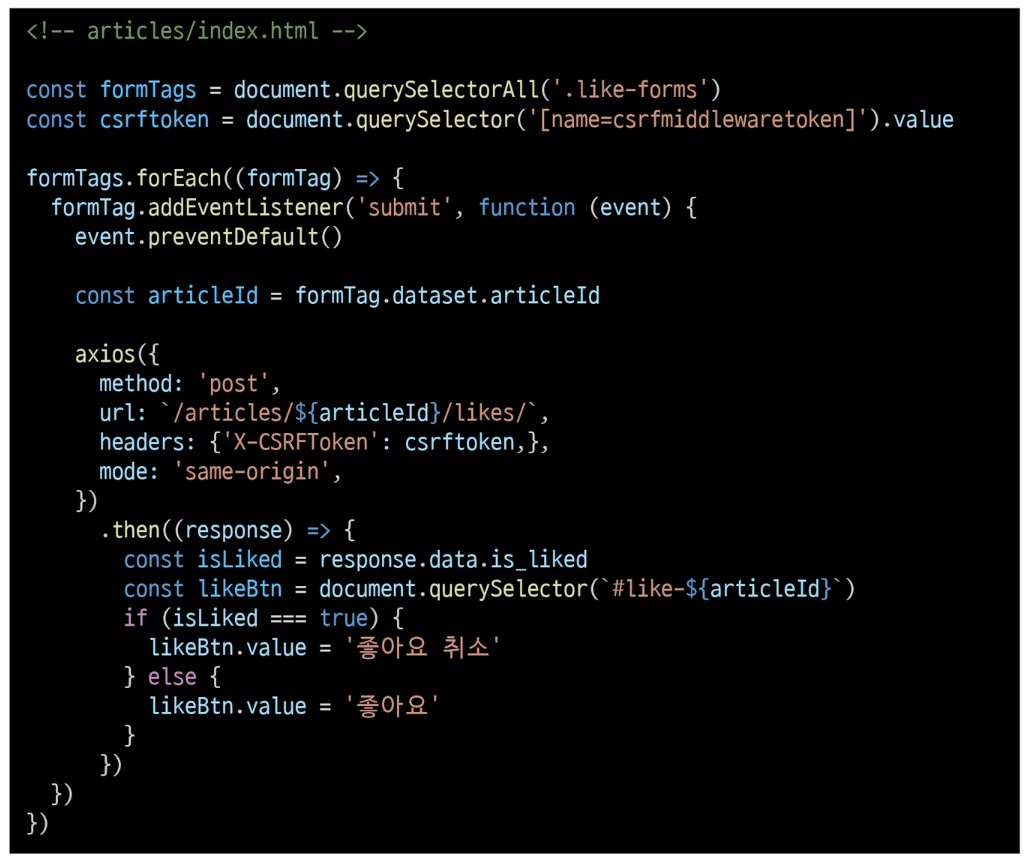 <!-- articles/index.html -->
const formTags = document.querySelectorAll('.like-forms')
const csrftoken = document.querySelector('[name=csrfmiddlewaretoken]').value
formTags.forEach((formTag) => {
  formTag.addEventListener('submit', function (event) {
    event.preventDefault()
    const articleId = formTag.dataset.articleId
    axios({
      method: 'post',
      url: `/articles/${articleId}/likes/`,
      headers: {'X-CSRFToken': csrftoken,},
      mode: 'same-origin',
    })
      .then((response) => {
        const isLiked = response.data.is_liked
        const likeBtn = document.querySelector(`#like-${articleId}`)
        if (isLiked === true) {
          likeBtn.value = '좋아요 취소'
        } else {
          likeBtn.value = '좋아요'
        }
      })
  })
})